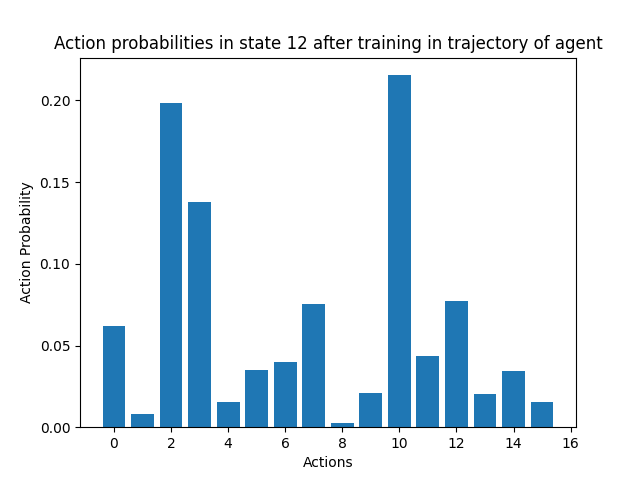 Action probabilities in state 12 after training in trajectory of agent
0.20
0.15
0.10
0.05
0.00
Action Probability
0 2 4 6 8 10 12 14 16
Actions